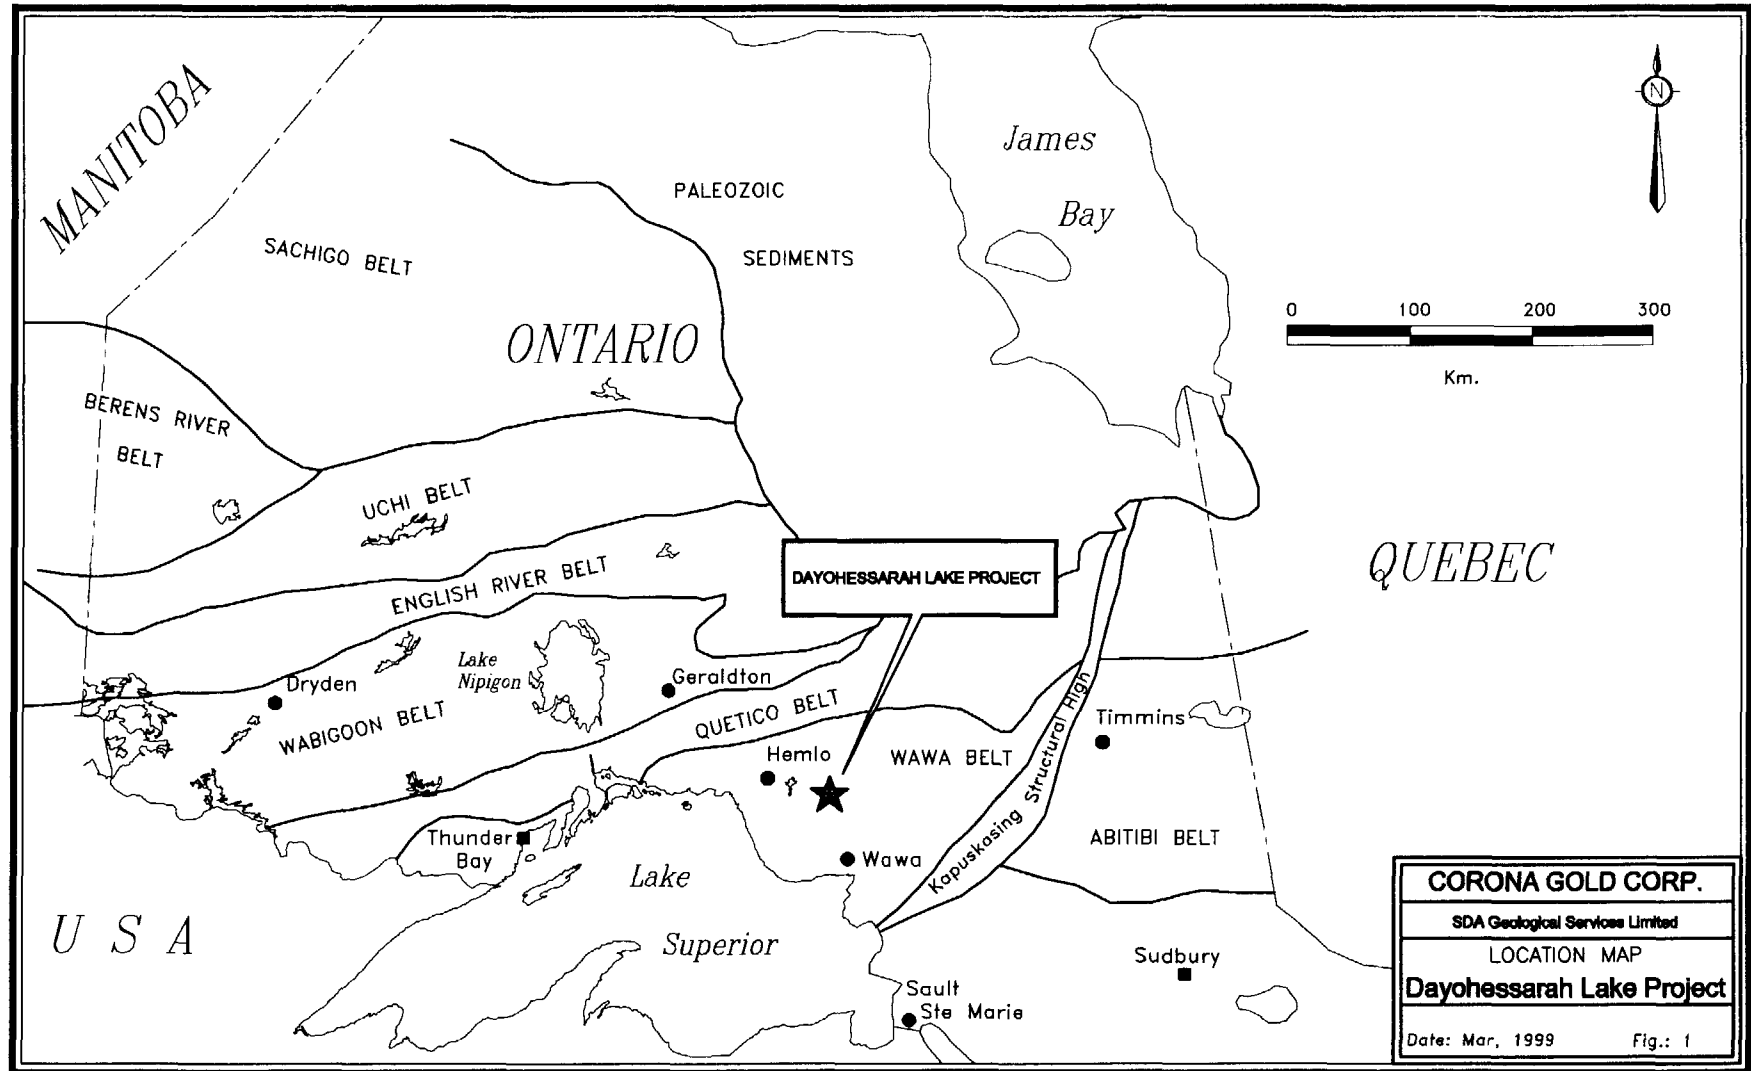 MANITOBA
N
James
Bay
PALEOZOIC
SEDIMENTS
SACHIGO BELT
ONTARIO
0 100 200 300
Km.
BERENS RIVER
BELT
UCHI BELT
ENGLISH RIVER BELT
DAYOHESSARAH LAKE PROJECT
QUEBEC
Lake
Nipigon
Geraldton
Dryden
WABIGOON BELT
QUETICO BELT
Hemlo
WAWA BELT
Kapuskasing Structural High
Timmins
ABITIBI BELT
Thunder
Bay
Wawa
Lake
Superior
USA
Sudbury
Sault
Ste Marie
CORONA GOLD CORP.
SDA Geological Services Limited
LOCATION MAP
Dayohessarah Lake Project
Date: Mar, 1999 Fig.: 1